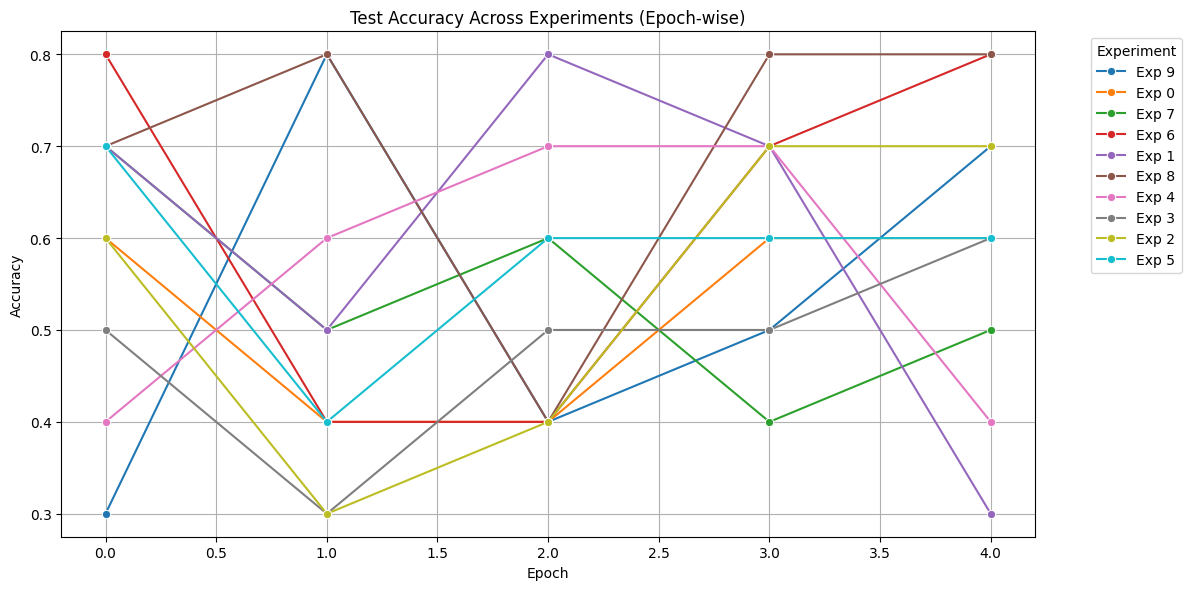 Test Accuracy Across Experiments (Epoch-wise)
Accuracy
0.8
0.7
0.6
0.5
0.4
0.3
0.0 0.5 1.0 1.5 2.0 2.5 3.0 3.5 4.0
Epoch
Experiment
Exp 9
Exp 0
Exp 7
Exp 6
Exp 1
Exp 8
Exp 4
Exp 3
Exp 2
Exp 5